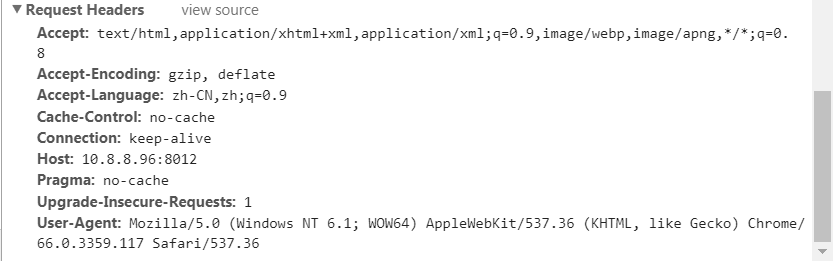 Request Headers view source
Accept: text/html,application/xhtml+xml,application/xml;q=0.9,image/webp,image/apng,*/*;q=0.
8
Accept-Encoding: gzip, deflate
Accept-Language: zh-CN,zh;q=0.9
Cache-Control: no-cache
Connection: keep-alive
Host: 10.8.8.96:8012
Pragma: no-cache
Upgrade-Insecure-Requests: 1
User-Agent: Mozilla/5.0 (Windows NT 6.1; WOW64) AppleWebKit/537.36 (KHTML, like Gecko) Chrome/
66.0.3359.117 Safari/537.36